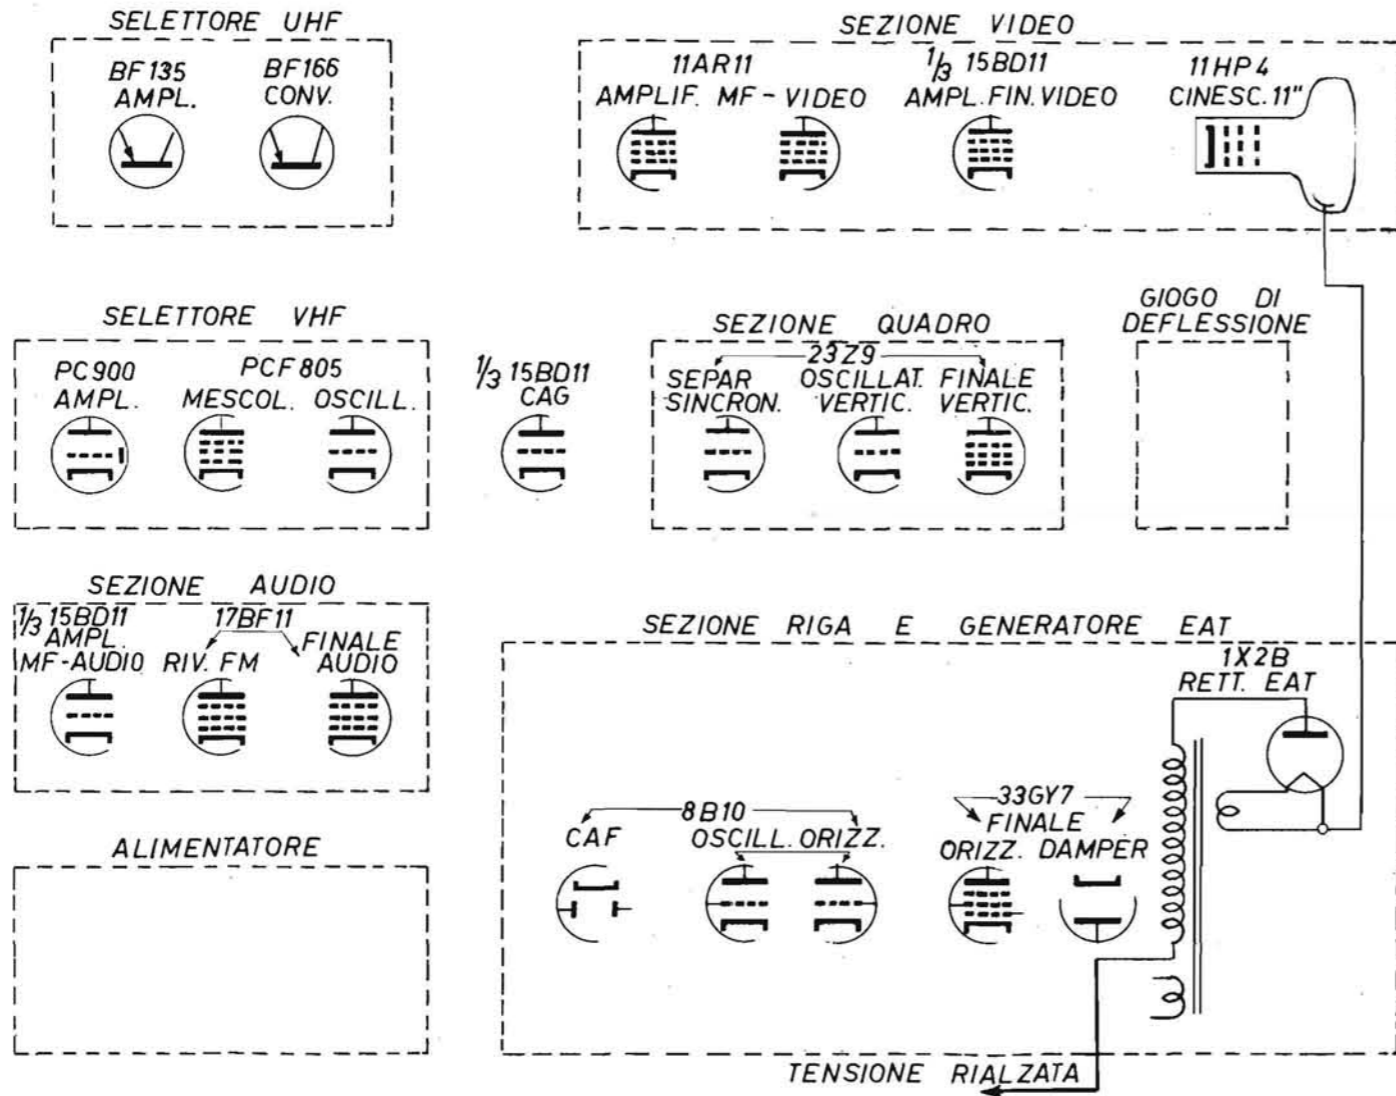 SELETTORE UHF
BF135
AMPL.
BF166
CONV.
SEZIONE VIDEO
11AR11
AMPLIF. MF-VIDEO
1/3 15BD11
AMPL.FIN.VIDEO
11HP4
CINESC. 11"
SELETTORE VHF
PC900
AMPL.
PCF805
MESCOL. OSCILL.
1/3 15BD11
CAG
SEZIONE QUADRO
23Z9
SEPAR
SINCRON.
OSCILLAT.
VERTIC.
FINALE
VERTIC.
GIOGO DI
DEFLESSIONE
SEZIONE AUDIO
1/3 15BD11
AMPL.
MF-AUDIO
17BF11
RIV. FM
FINALE
AUDIO
ALIMENTATORE
SEZIONE RIGA E GENERATORE EAT
1X2B
RETT. EAT
8B10
CAF
OSCILL. ORIZZ.
33GY7
FINALE
ORIZZ. DAMPER
TENSIONE RIALZATA